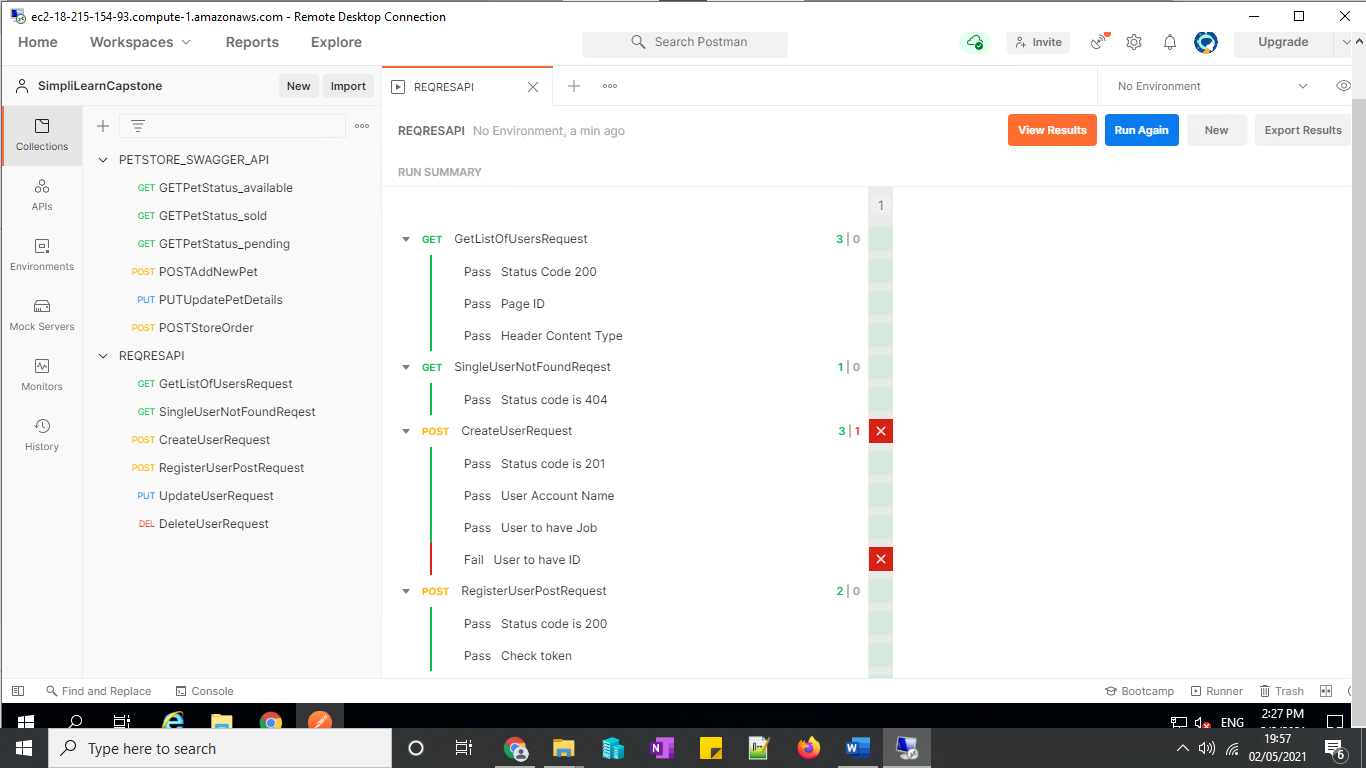 ec2-18-215-154-93.compute-1.amazonaws.com - Remote Desktop Connection
Home Workspaces Reports Explore Search Postman Invite Upgrade
SimpliLearnCapstone New Import REQRESAPI No Environment
REQRESAPI No Environment, a min ago View Results Run Again New Export Results
Collections
APIs
Environments
Mock Servers
Monitors
History
PETSTORE_SWAGGER_API
GET GETPetStatus_available
GET GETPetStatus_sold
GET GETPetStatus_pending
POST POSTAddNewPet
PUT PUTUpdatePetDetails
POST POSTStoreOrder
REQRESAPI
GET GetListOfUsersRequest
GET SingleUserNotFoundReqest
POST CreateUserRequest
POST RegisterUserPostRequest
PUT UpdateUserRequest
DEL DeleteUserRequest
RUN SUMMARY
1
GET GetListOfUsersRequest 3 | 0
Pass Status Code 200
Pass Page ID
Pass Header Content Type
GET SingleUserNotFoundReqest 1 | 0
Pass Status code is 404
POST CreateUserRequest 3 | 1
Pass Status code is 201
Pass User Account Name
Pass User to have Job
Fail User to have ID
POST RegisterUserPostRequest 2 | 0
Pass Status code is 200
Pass Check token
Find and Replace Console Bootcamp Runner Trash
ENG 2:27 PM
Type here to search
19:57
02/05/2021
6